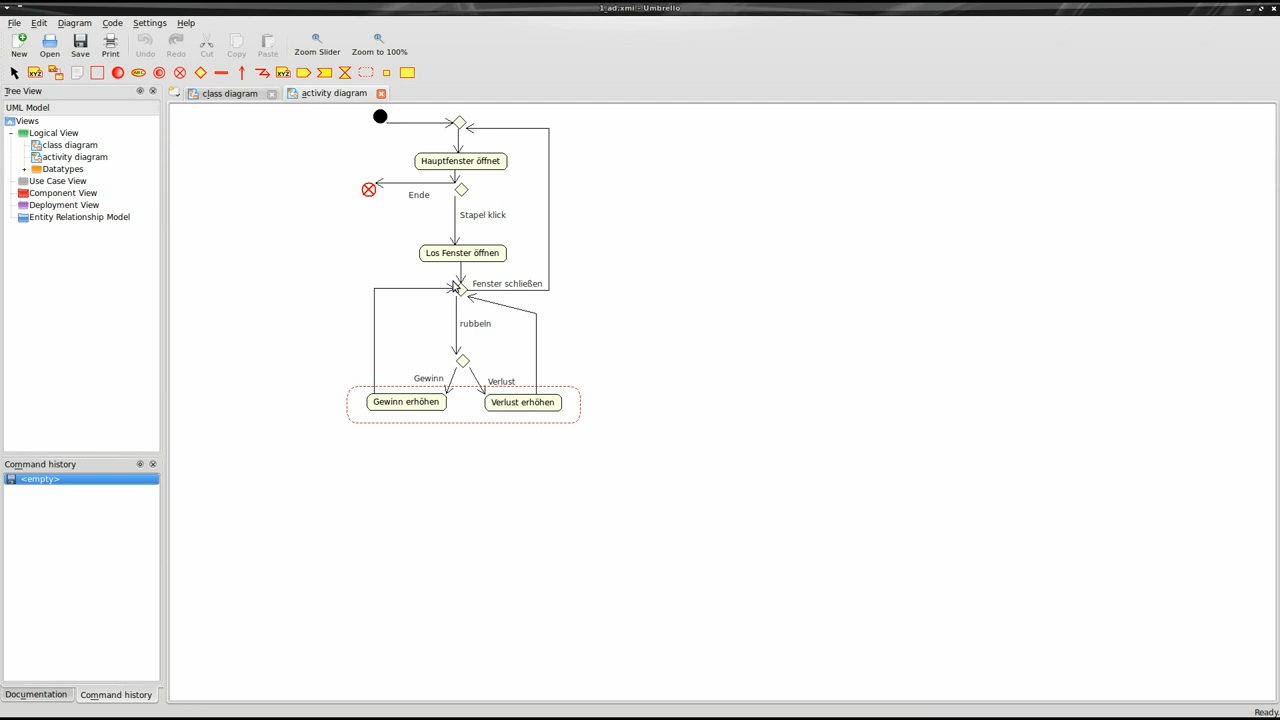 1_ad.xmi - Umbrello
File Edit Diagram Code Settings Help
New Open Save Print Undo Redo Cut Copy Paste Zoom Slider Zoom to 100%
XYZ ABC XYZ
Tree View
class diagram activity diagram
UML Model
Views
Logical View
class diagram
activity diagram
Datatypes
Use Case View
Component View
Deployment View
Entity Relationship Model
Hauptfenster öffnet
Ende
Stapel klick
Los Fenster öffnen
Fenster schließen
rubbeln
Gewinn Verlust
Gewinn erhöhen Verlust erhöhen
Command history
<empty>
Documentation Command history
Ready.